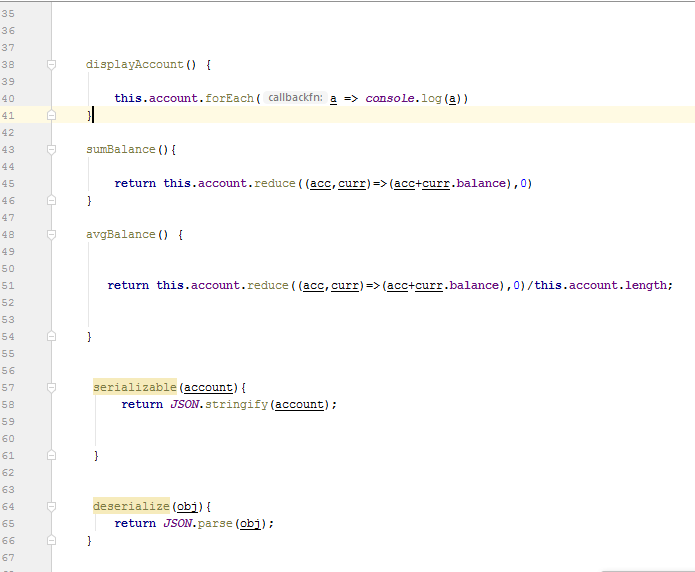 35
36
37
38 displayAccount() {
39
40 this.account.forEach( callbackfn: a => console.log(a))
41 }
42
43 sumBalance(){
44
45 return this.account.reduce((acc,curr)=>(acc+curr.balance),0)
46 }
47
48 avgBalance() {
49
50
51 return this.account.reduce((acc,curr)=>(acc+curr.balance),0)/this.account.length;
52
53
54 }
55
56
57 serializable(account){
58 return JSON.stringify(account);
59
60
61 }
62
63
64 deserialize(obj){
65 return JSON.parse(obj);
66 }
67